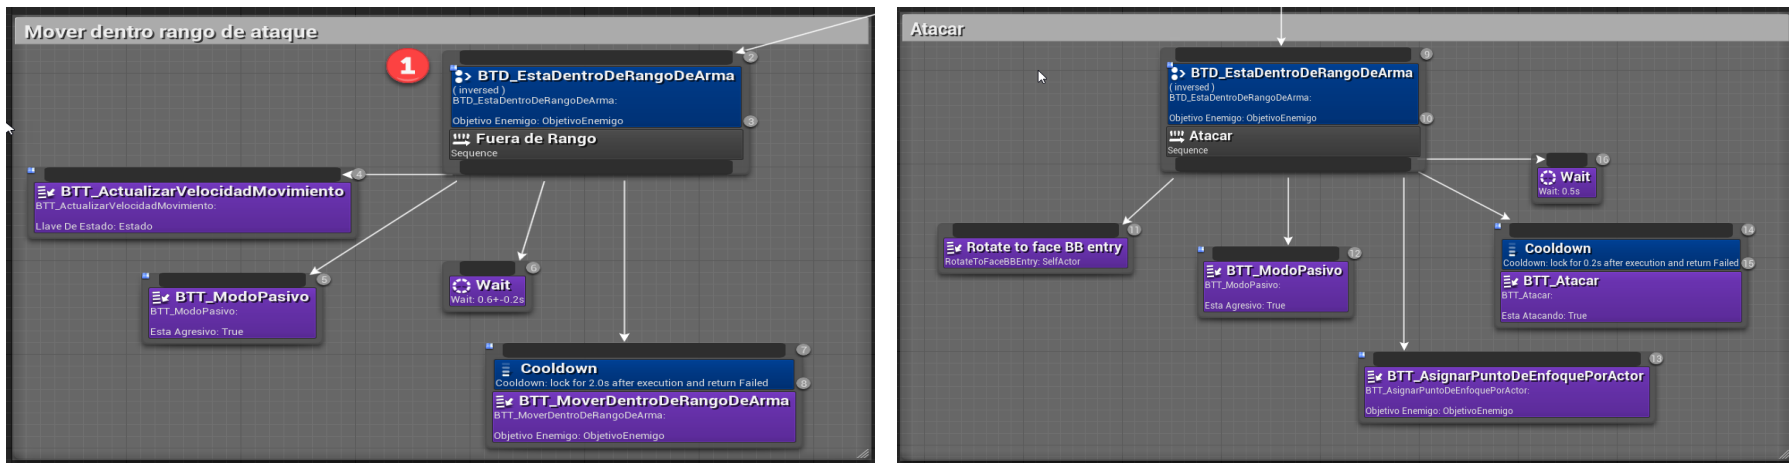 Mover dentro rango de ataque
1
2
BTD_EstaDentroDeRangoDeArma
( inversed )
BTD_EstaDentroDeRangoDeArma:
Objetivo Enemigo: ObjetivoEnemigo
3
Fuera de Rango
Sequence
4
BTT_ActualizarVelocidadMovimiento
BTT_ActualizarVelocidadMovimiento:
Llave De Estado: Estado
5
BTT_ModoPasivo
BTT_ModoPasivo:
Esta Agresivo: True
6
Wait
Wait: 0.6+-0.2s
7
Cooldown
Cooldown: lock for 2.0s after execution and return Failed
8
BTT_MoverDentroDeRangoDeArma
BTT_MoverDentroDeRangoDeArma:
Objetivo Enemigo: ObjetivoEnemigo
Atacar
9
BTD_EstaDentroDeRangoDeArma
( inversed )
BTD_EstaDentroDeRangoDeArma:
Objetivo Enemigo: ObjetivoEnemigo
10
Atacar
Sequence
16
Wait
Wait: 0.5s
11
Rotate to face BB entry
RotateToFaceBBEntry: SelfActor
12
BTT_ModoPasivo
BTT_ModoPasivo:
Esta Agresivo: True
14
Cooldown
Cooldown: lock for 0.2s after execution and return Failed
15
BTT_Atacar
BTT_Atacar:
Esta Atacando: True
13
BTT_AsignarPuntoDeEnfoquePorActor
BTT_AsignarPuntoDeEnfoquePorActor:
Objetivo Enemigo: ObjetivoEnemigo